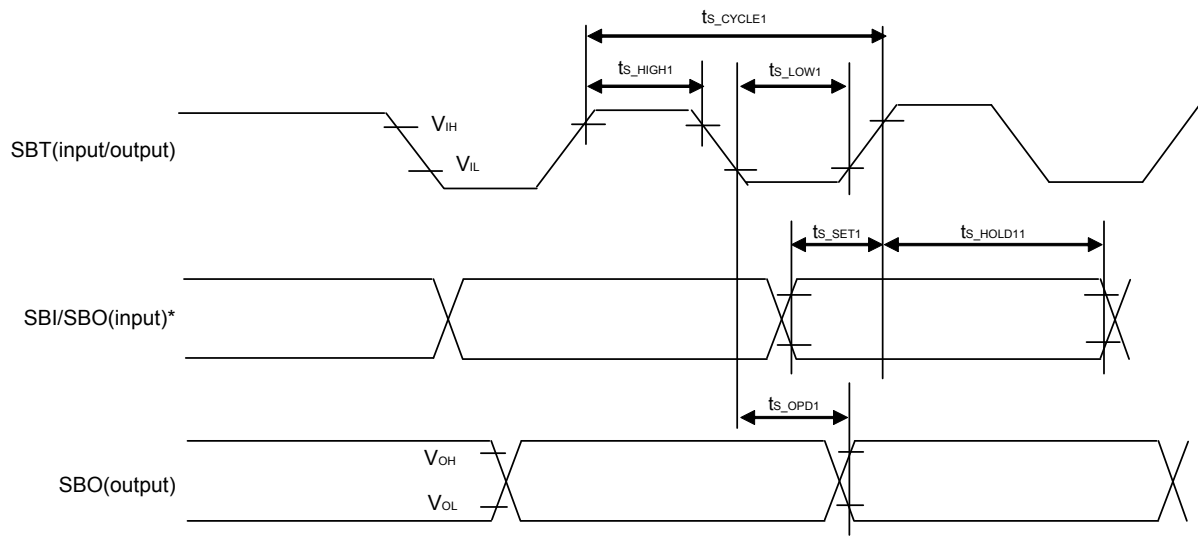 tS_CYCLE1
tS_HIGH1
tS_LOW1
VIH
SBT(input/output)
VIL
tS_SET1
tS_HOLD11
SBI/SBO(input)*
tS_OPD1
VOH
SBO(output)
VOL